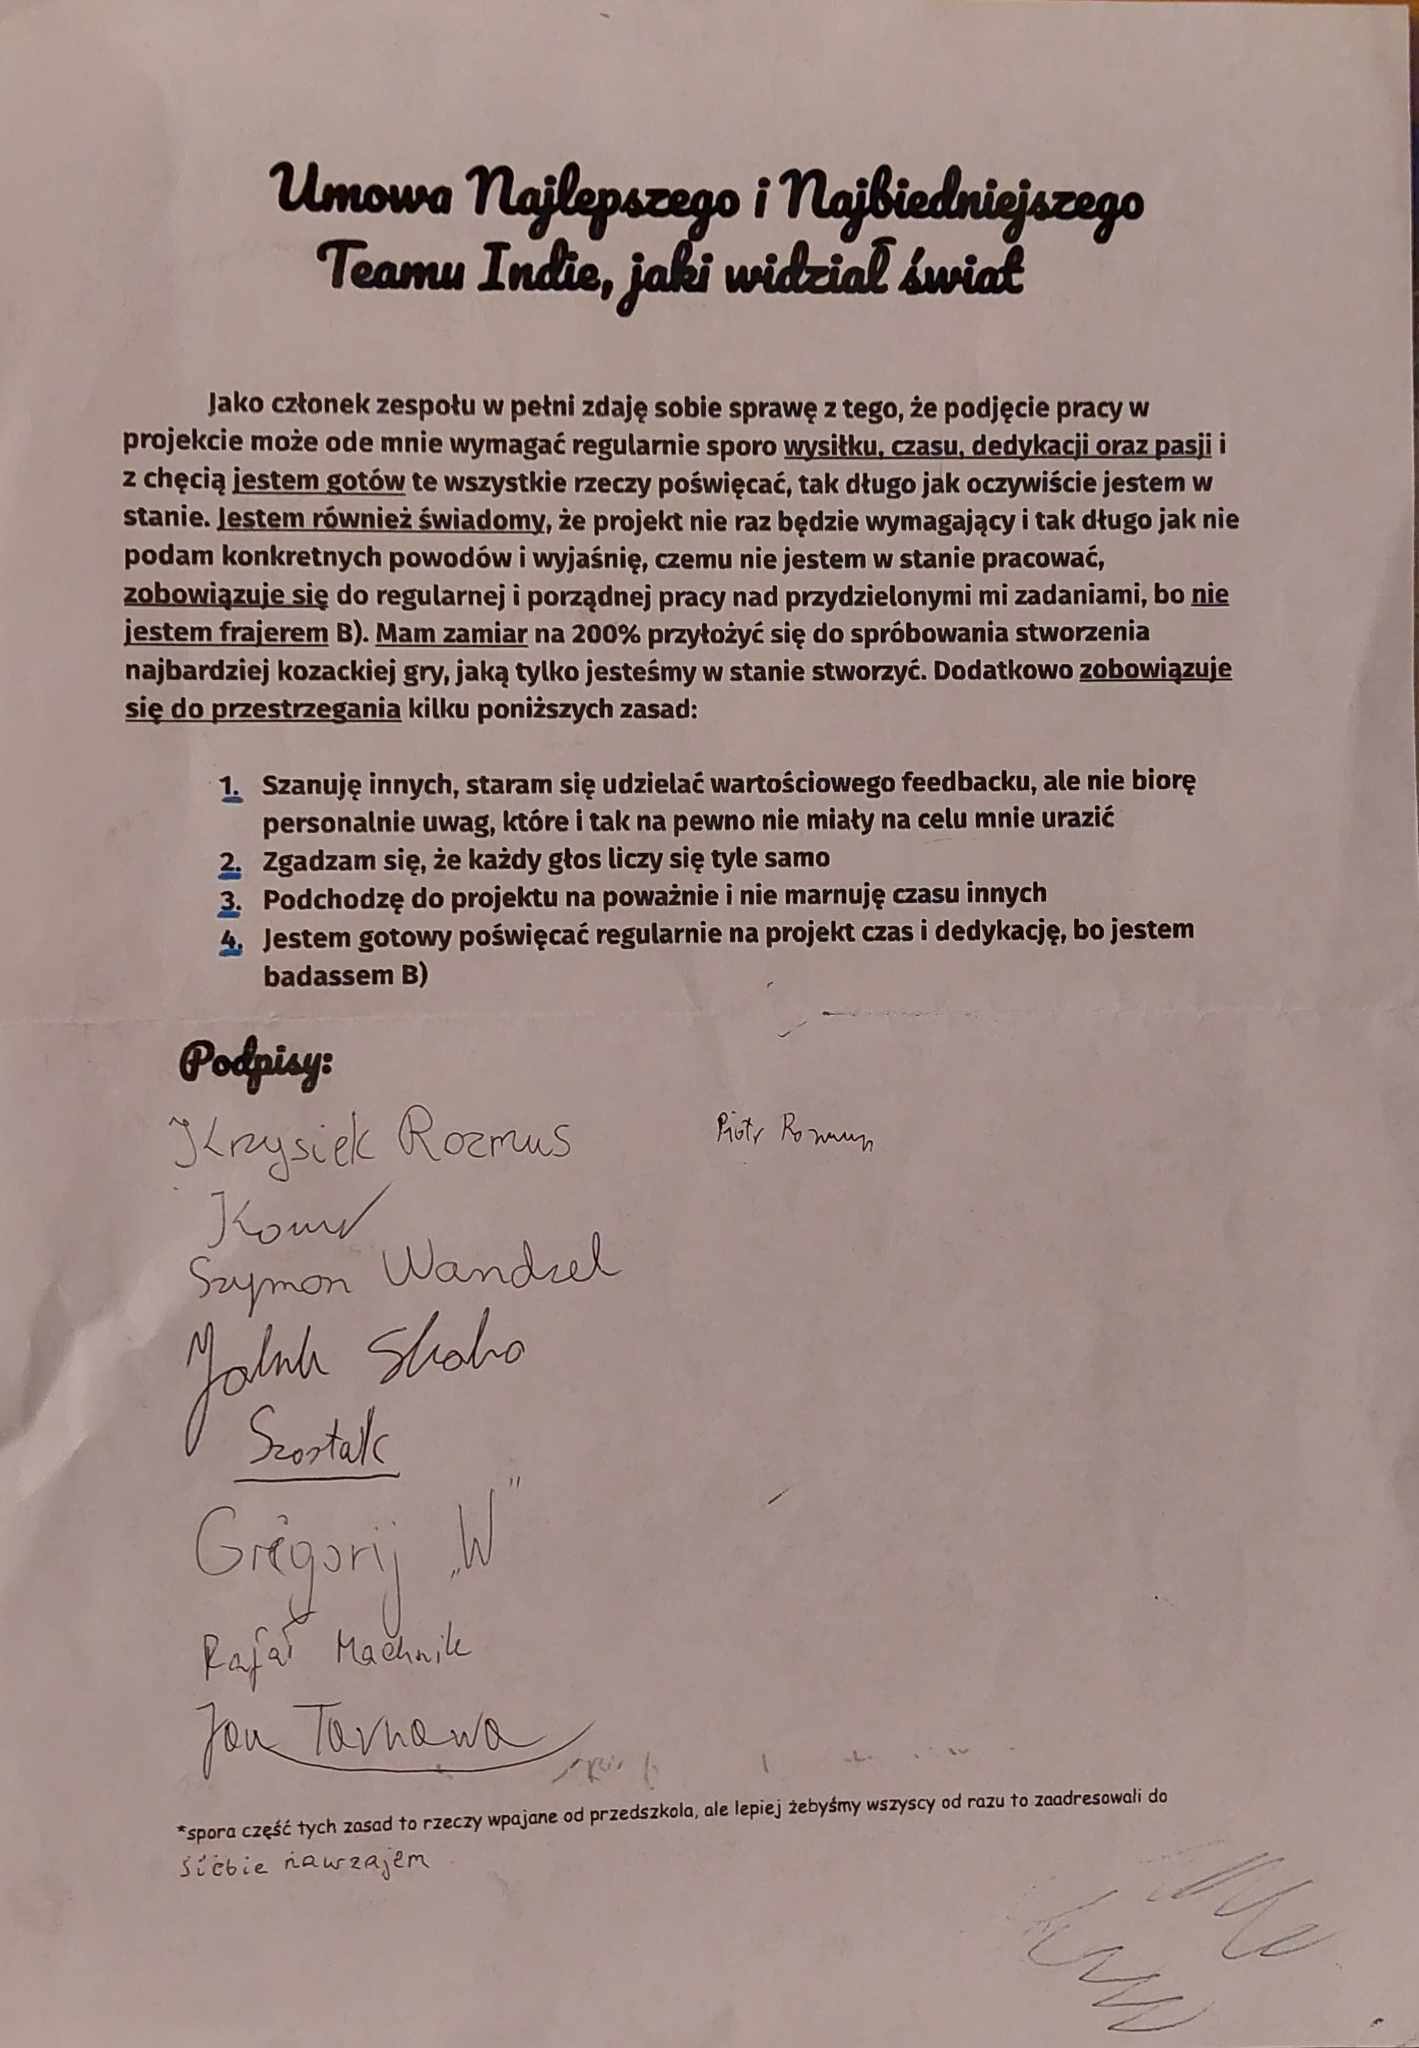 Umowa Najlepszego i Najbiedniejszego
Teamu Indie, jaki widział świat
Jako członek zespołu w pełni zdaję sobie sprawę z tego, że podjęcie pracy w
projekcie może ode mnie wymagać regularnie sporo wysiłku, czasu, dedykacji oraz pasji i
z chęcią jestem gotów te wszystkie rzeczy poświęcać, tak długo jak oczywiście jestem w
stanie. Jestem również świadomy, że projekt nie raz będzie wymagający i tak długo jak nie
podam konkretnych powodów i wyjaśnię, czemu nie jestem w stanie pracować,
zobowiązuje się do regularnej i porządnej pracy nad przydzielonymi mi zadaniami, bo nie
jestem frajerem B). Mam zamiar na 200% przyłożyć się do spróbowania stworzenia
najbardziej kozackiej gry, jaką tylko jesteśmy w stanie stworzyć. Dodatkowo zobowiązuje
się do przestrzegania kilku poniższych zasad:
1. Szanuję innych, staram się udzielać wartościowego feedbacku, ale nie biorę
personalnie uwag, które i tak na pewno nie miały na celu mnie urazić
2. Zgadzam się, że każdy głos liczy się tyle samo
3. Podchodzę do projektu na poważnie i nie marnuję czasu innych
4. Jestem gotowy poświęcać regularnie na projekt czas i dedykację, bo jestem
badassem B)
Podpisy:
Krzysiek Rozmus
Piotr Rozmus
Szymon Wandzel
Jakub
Szostak
Gregorij „W"
Rafał Machnik
Jan Tarnawa
*spora część tych zasad to rzeczy wpajane od przedszkola, ale lepiej żebyśmy wszyscy od razu to zaadresowali do
siebie nawzajem